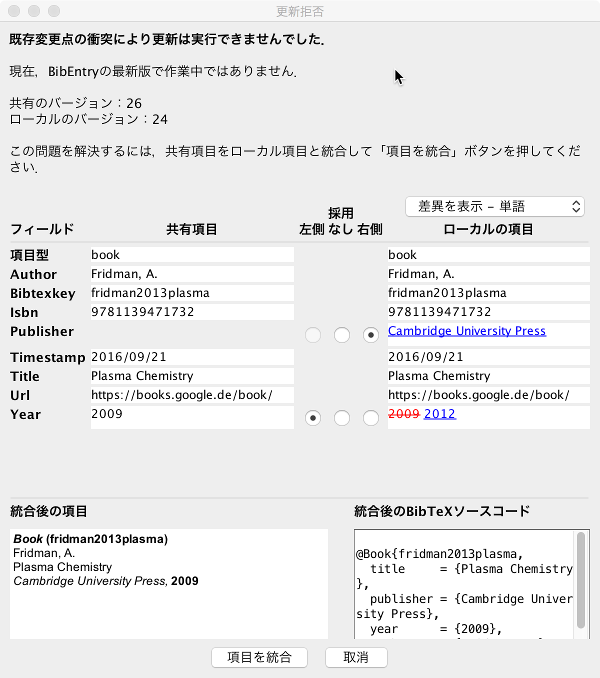 更新拒否
既存変更点の衝突により更新は実行できませんでした．
現在，BibEntryの最新版で作業中ではありません．
共有のバージョン：26
ローカルのバージョン：24
この問題を解決するには，共有項目をローカル項目と統合して「項目を統合」ボタンを押してくだ
さい．
差異を表示 – 単語
採用
フィールド 共有項目 左側 なし 右側 ローカルの項目
項目型 book book
Author Fridman, A. Fridman, A.
Bibtexkey fridman2013plasma fridman2013plasma
Isbn 9781139471732 9781139471732
Publisher Cambridge University Press
Timestamp 2016/09/21 2016/09/21
Title Plasma Chemistry Plasma Chemistry
Url https://books.google.de/book/ https://books.google.de/book/
Year 2009 2009 2012
統合後の項目 統合後のBibTeXソースコード
Book (fridman2013plasma)
Fridman, A.
Plasma Chemistry
Cambridge University Press, 2009
@Book{fridman2013plasma,
title = {Plasma Chemistry
},
publisher = {Cambridge Univer
sity Press},
year = {2009},
項目を統合 取消